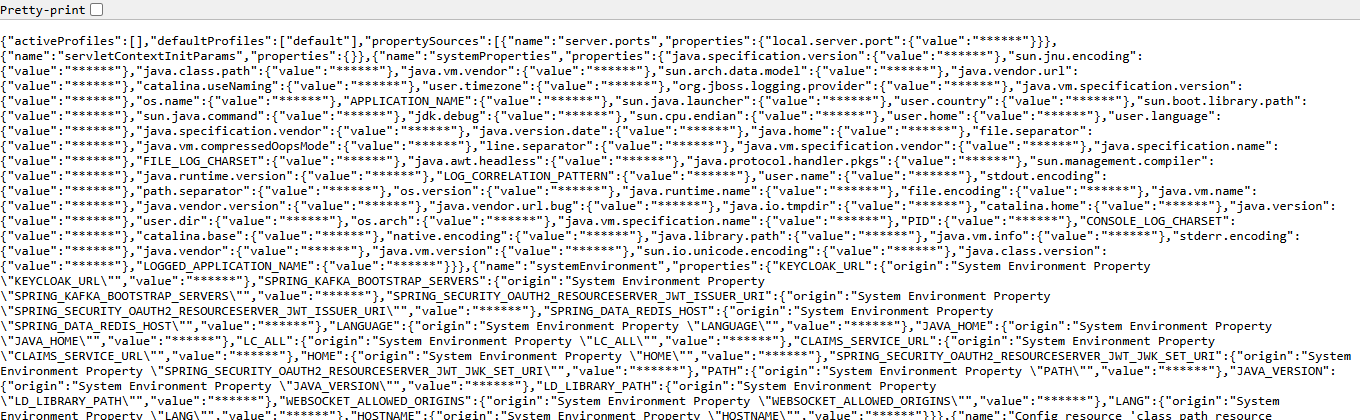 Pretty-print
{"activeProfiles":[],"defaultProfiles":["default"],"propertySources":[{"name":"server.ports","properties":{"local.server.port":{"value":"******"}}},
{"name":"servletContextInitParams","properties":{}},{"name":"systemProperties","properties":{"java.specification.version":{"value":"******"},"sun.jnu.encoding":
{"value":"******"},"java.class.path":{"value":"******"},"java.vm.vendor":{"value":"******"},"sun.arch.data.model":{"value":"******"},"java.vendor.url":
{"value":"******"},"catalina.useNaming":{"value":"******"},"user.timezone":{"value":"******"},"org.jboss.logging.provider":{"value":"******"},"java.vm.specification.version":
{"value":"******"},"os.name":{"value":"******"},"APPLICATION_NAME":{"value":"******"},"sun.java.launcher":{"value":"******"},"user.country":{"value":"******"},"sun.boot.library.path":
{"value":"******"},"sun.java.command":{"value":"******"},"jdk.debug":{"value":"******"},"sun.cpu.endian":{"value":"******"},"user.home":{"value":"******"},"user.language":
{"value":"******"},"java.specification.vendor":{"value":"******"},"java.version.date":{"value":"******"},"java.home":{"value":"******"},"file.separator":
{"value":"******"},"java.vm.compressedOopsMode":{"value":"******"},"line.separator":{"value":"******"},"java.vm.specification.vendor":{"value":"******"},"java.specification.name":
{"value":"******"},"FILE_LOG_CHARSET":{"value":"******"},"java.awt.headless":{"value":"******"},"java.protocol.handler.pkgs":{"value":"******"},"sun.management.compiler":
{"value":"******"},"java.runtime.version":{"value":"******"},"LOG_CORRELATION_PATTERN":{"value":"******"},"user.name":{"value":"******"},"stdout.encoding":
{"value":"******"},"path.separator":{"value":"******"},"os.version":{"value":"******"},"java.runtime.name":{"value":"******"},"file.encoding":{"value":"******"},"java.vm.name":
{"value":"******"},"java.vendor.version":{"value":"******"},"java.vendor.url.bug":{"value":"******"},"java.io.tmpdir":{"value":"******"},"catalina.home":{"value":"******"},"java.version":
{"value":"******"},"user.dir":{"value":"******"},"os.arch":{"value":"******"},"java.vm.specification.name":{"value":"******"},"PID":{"value":"******"},"CONSOLE_LOG_CHARSET":
{"value":"******"},"catalina.base":{"value":"******"},"native.encoding":{"value":"******"},"java.library.path":{"value":"******"},"java.vm.info":{"value":"******"},"stderr.encoding":
{"value":"******"},"java.vendor":{"value":"******"},"java.vm.version":{"value":"******"},"sun.io.unicode.encoding":{"value":"******"},"java.class.version":
{"value":"******"},"LOGGED_APPLICATION_NAME":{"value":"******"}}},{"name":"systemEnvironment","properties":{"KEYCLOAK_URL":{"origin":"System Environment Property
\"KEYCLOAK_URL\"","value":"******"},"SPRING_KAFKA_BOOTSTRAP_SERVERS":{"origin":"System Environment Property
\"SPRING_KAFKA_BOOTSTRAP_SERVERS\"","value":"******"},"SPRING_SECURITY_OAUTH2_RESOURCESERVER_JWT_ISSUER_URI":{"origin":"System Environment Property
\"SPRING_SECURITY_OAUTH2_RESOURCESERVER_JWT_ISSUER_URI\"","value":"******"},"SPRING_DATA_REDIS_HOST":{"origin":"System Environment Property
\"SPRING_DATA_REDIS_HOST\"","value":"******"},"LANGUAGE":{"origin":"System Environment Property \"LANGUAGE\"","value":"******"},"JAVA_HOME":{"origin":"System Environment Property
\"JAVA_HOME\"","value":"******"},"LC_ALL":{"origin":"System Environment Property \"LC_ALL\"","value":"******"},"CLAIMS_SERVICE_URL":{"origin":"System Environment Property
\"CLAIMS_SERVICE_URL\"","value":"******"},"HOME":{"origin":"System Environment Property \"HOME\"","value":"******"},"SPRING_SECURITY_OAUTH2_RESOURCESERVER_JWT_JWK_SET_URI":{"origin":"System
Environment Property \"SPRING_SECURITY_OAUTH2_RESOURCESERVER_JWT_JWK_SET_URI\"","value":"******"},"PATH":{"origin":"System Environment Property \"PATH\"","value":"******"},"JAVA_VERSION":
{"origin":"System Environment Property \"JAVA_VERSION\"","value":"******"},"LD_LIBRARY_PATH":{"origin":"System Environment Property
\"LD_LIBRARY_PATH\"","value":"******"},"WEBSOCKET_ALLOWED_ORIGINS":{"origin":"System Environment Property \"WEBSOCKET_ALLOWED_ORIGINS\"","value":"******"},"LANG":{"origin":"System
Environment Property \"LANG\"","value":"******"},"HOSTNAME":{"origin":"System Environment Property \"HOSTNAME\"","value":"******"}}},{"name":"Config resource 'class path resource